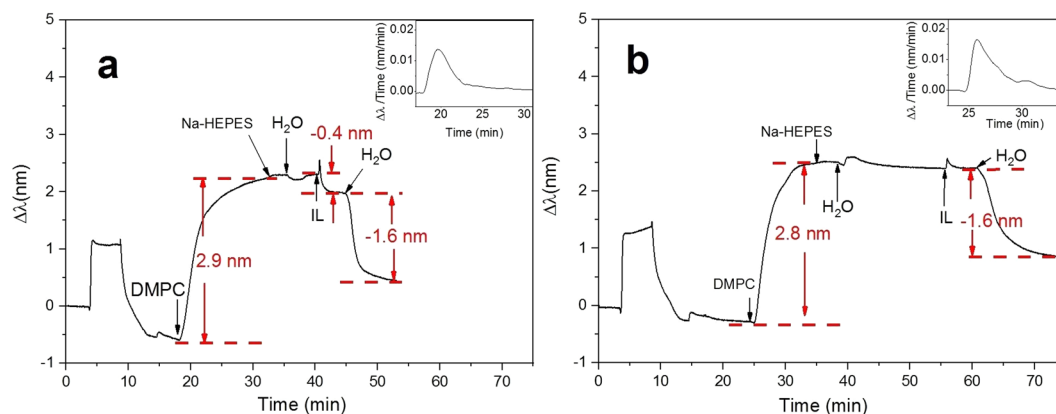 a
5
4
3
2
1
0
-1
Δλ(nm)
0 10 20 30 40 50 60 70
Time (min)
DMPC
2.9 nm
Na-HEPES
H2O
-0.4 nm
IL
H2O
-1.6 nm
0.02
0.01
0.00
Δλ /Time (nm/min)
20 25 30
Time (min)
b
5
4
3
2
1
0
-1
Δλ(nm)
0 10 20 30 40 50 60 70
Time (min)
DMPC
2.8 nm
Na-HEPES
H2O
IL
H2O
-1.6 nm
0.02
0.01
0.00
Δλ /Time (nm/min)
25 30
Time (min)